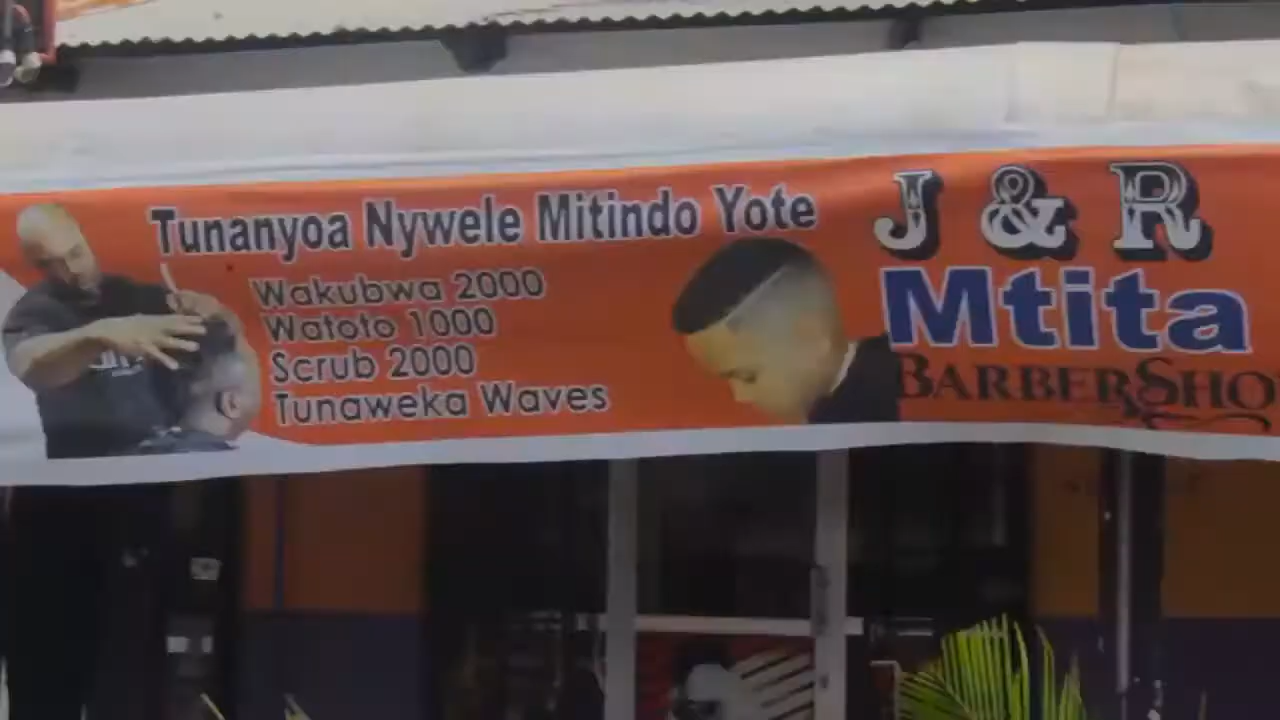 Tunanyoa Nywele Mitindo Yote
Wakubwa 2000
Watoto 1000
Scrub 2000
Tunaweka Waves
J & R
Mtita
BARBERSHO